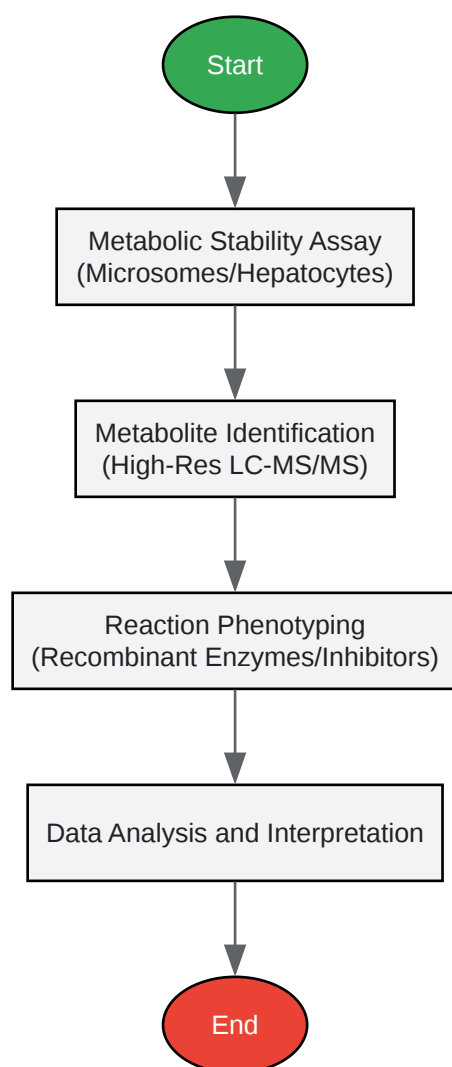 Start
Metabolic Stability Assay
(Microsomes/Hepatocytes)
Metabolite Identification
(High-Res LC-MS/MS)
Reaction Phenotyping
(Recombinant Enzymes/Inhibitors)
Data Analysis and Interpretation
End